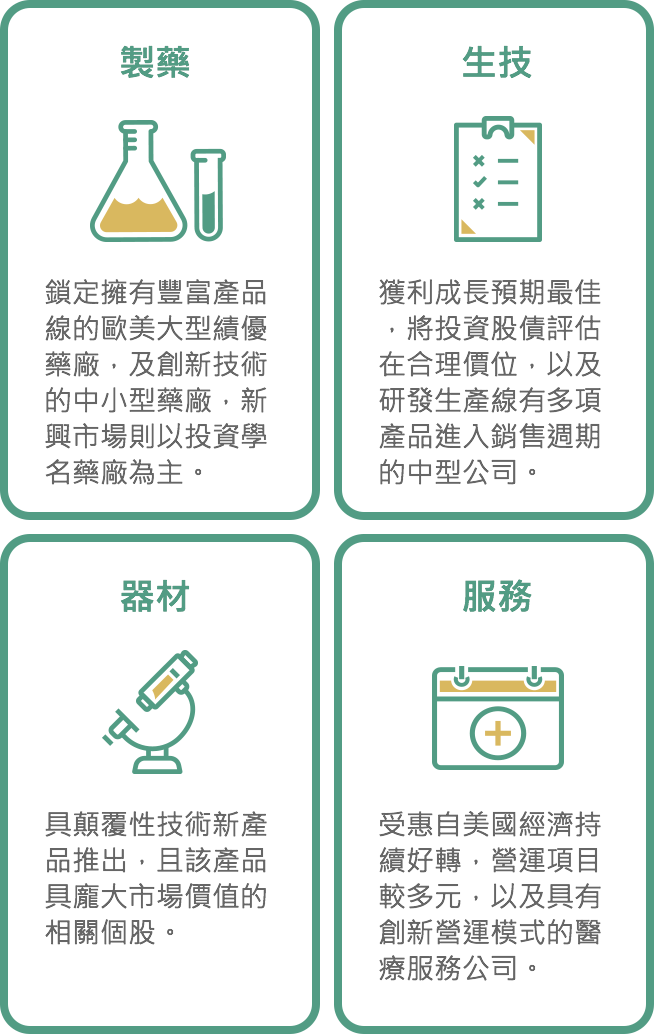 製藥
鎖定擁有豐富產品
線的歐美大型績優
藥廠，及創新技術
的中小型藥廠，新
興市場則以投資學
名藥廠為主。
生技
獲利成長預期最佳
，將投資股債評估
在合理價位，以及
研發生產線有多項
產品進入銷售週期
的中型公司。
器材
具顛覆性技術新產
品推出，且該產品
具龐大市場價值的
相關個股。
服務
受惠自美國經濟持
續好轉，營運項目
較多元，以及具有
創新營運模式的醫
療服務公司。